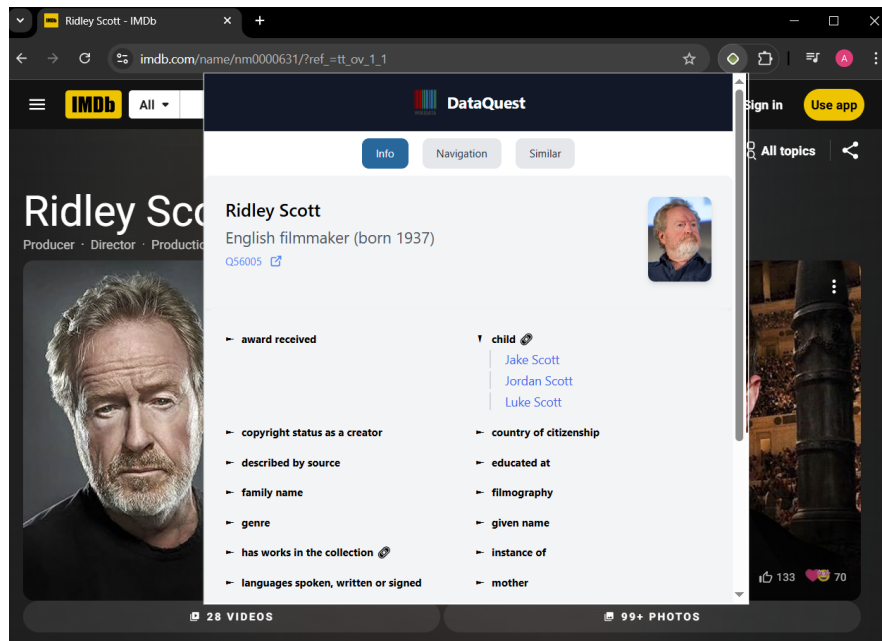 IMDb Ridley Scott - IMDb
imdb.com/name/nm0000631/?ref_=tt_ov_1_1
A
IMDb
All
DataQuest
Sign in
Use app
Info
Navigation
Similar
All topics
Ridley Sco
Producer · Director · Productio
Ridley Scott
English filmmaker (born 1937)
Q56005
award received
child
Jake Scott
Jordan Scott
Luke Scott
copyright status as a creator
country of citizenship
described by source
educated at
family name
filmography
genre
given name
has works in the collection
instance of
languages spoken, written or signed
mother
133
70
28 VIDEOS
99+ PHOTOS